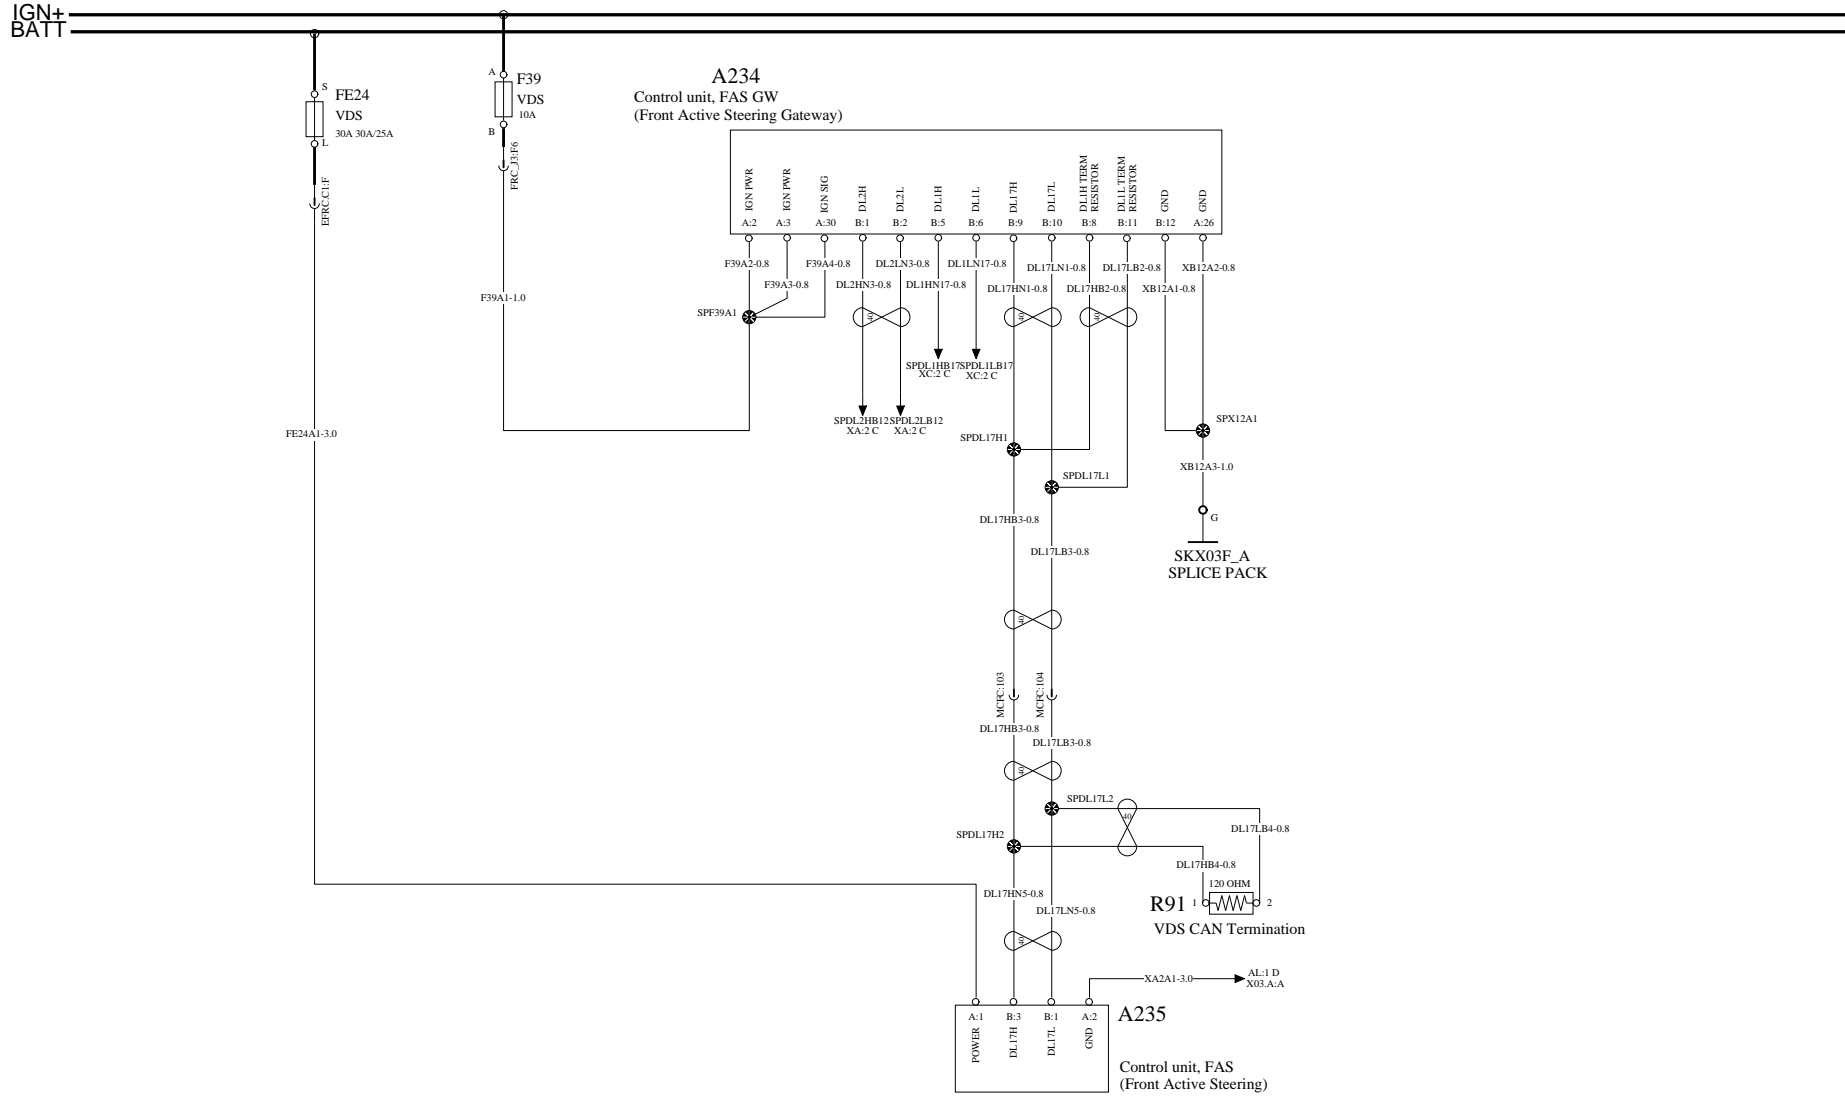 IGN+
BATT
S
FE24
VDS
30A 30A/25A
L
EFRC.C1:F
FE24A1-3.0
A
F39
VDS
10A
B
FRC_J3:F6
F39A1-1.0
A234
Control unit, FAS GW
(Front Active Steering Gateway)
IGN PWR
IGN PWR
IGN SIG
DL2H
DL2L
DL1H
DL1L
DL17H
DL17L
DL1H TERM
RESISTOR
DL1L TERM
RESISTOR
GND
GND
A:2
A:3
A:30
B:1
B:2
B:5
B:6
B:9
B:10
B:8
B:11
B:12
A:26
F39A2-0.8
F39A4-0.8
DL2LN3-0.8
DL1LN17-0.8
DL17LN1-0.8
DL17LB2-0.8
XB12A2-0.8
F39A3-0.8
DL2HN3-0.8
DL1HN17-0.8
DL17HN1-0.8
DL17HB2-0.8
XB12A1-0.8
SPF39A1
40
40
40
SPDL1HB17
XC:2 C
SPDL1LB17
XC:2 C
SPDL2HB12
XA:2 C
SPDL2LB12
XA:2 C
SPX12A1
SPDL17H1
XB12A3-1.0
SPDL17L1
G
DL17HB3-0.8
DL17LB3-0.8
SKX03F_A
SPLICE PACK
40
MCFC:103
MCFC:104
DL17HB3-0.8
DL17LB3-0.8
40
SPDL17L2
40
DL17LB4-0.8
SPDL17H2
DL17HB4-0.8
120 OHM
DL17HN5-0.8
R91
1
2
DL17LN5-0.8
VDS CAN Termination
40
XA2A1-3.0
AL:1 D
X03.A:A
A:1
B:3
B:1
A:2
A235
POWER
DL17H
DL17L
GND
Control unit, FAS
(Front Active Steering)